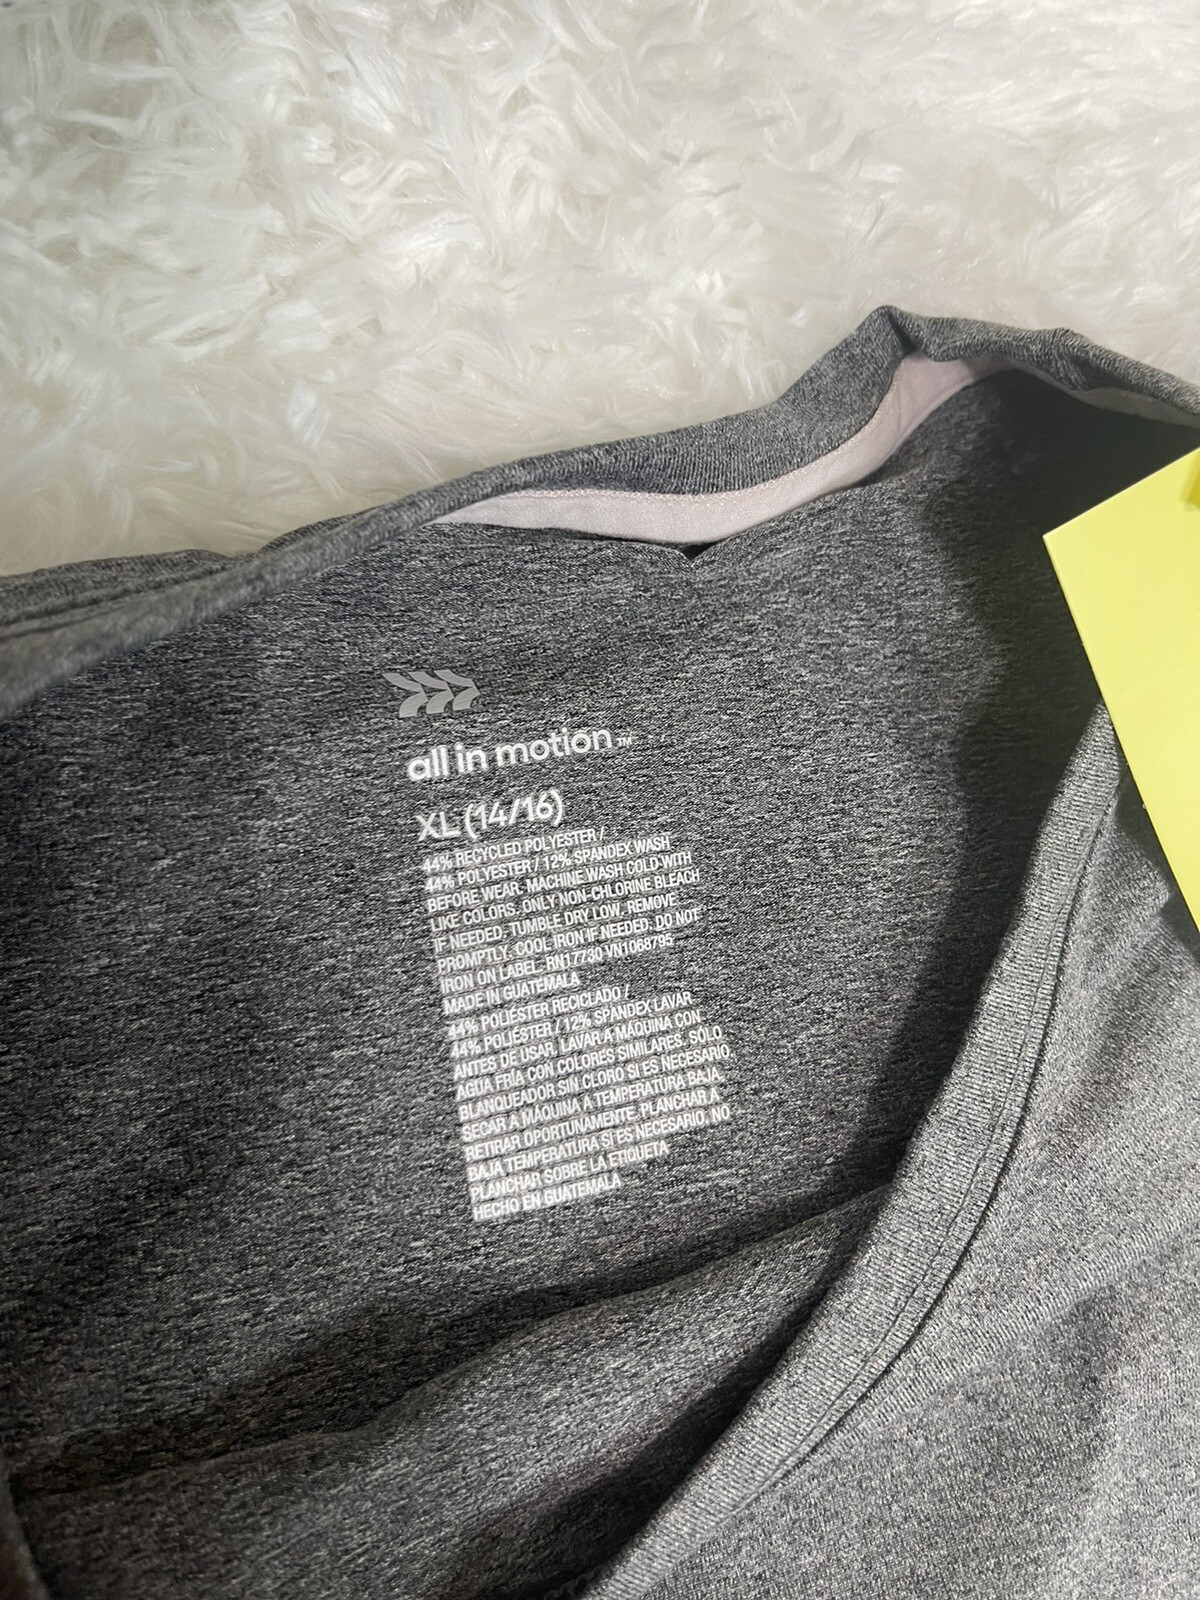 all in motion™
XL (14/16)
44% RECYCLED POLYESTER /
44% POLYESTER / 12% SPANDEX WASH
BEFORE WEAR. MACHINE WASH COLD WITH
LIKE COLORS. ONLY NON-CHLORINE BLEACH
IF NEEDED. TUMBLE DRY LOW. REMOVE
PROMPTLY. COOL IRON IF NEEDED. DO NOT
IRON ON LABEL. RN17730 VN1068795
MADE IN GUATEMALA
44% POLIÉSTER RECICLADO /
44% POLIÉSTER / 12% SPANDEX LAVAR
ANTES DE USAR. LAVAR A MÁQUINA CON
AGUA FRÍA CON COLORES SIMILARES. SÓLO
BLANQUEADOR SIN CLORO SI ES NECESARIO.
SECAR A MÁQUINA A TEMPERATURA BAJA.
RETIRAR OPORTUNAMENTE. PLANCHAR A
BAJA TEMPERATURA SI ES NECESARIO. NO
PLANCHAR SOBRE LA ETIQUETA
HECHO EN GUATEMALA